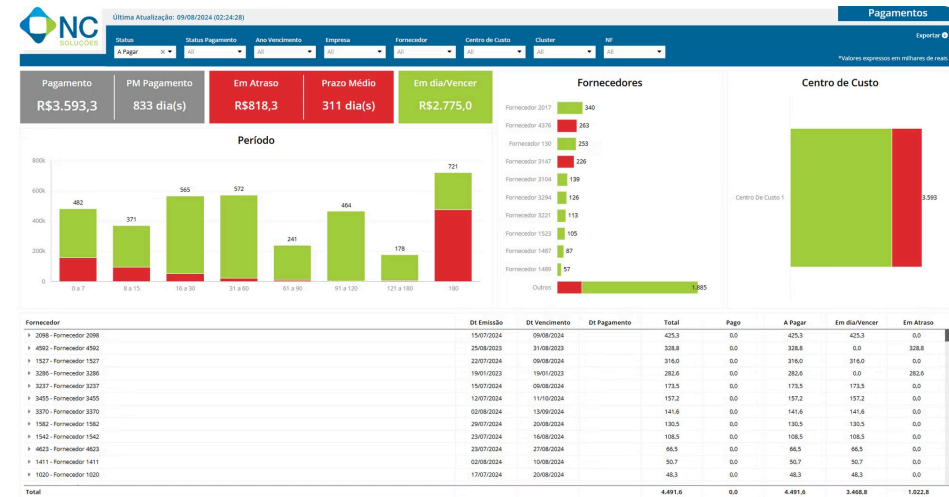 NC
SOLUÇÕES
Última Atualização: 09/08/2024 (02:24:28)
Pagamentos
Status Status Pagamento Ano Vencimento Empresa Fornecedor Centro de Custo Cluster NF
A Pagar All All All All All All All
Exportar
*Valores expressos em milhares de reais
Pagamento PM Pagamento Em Atraso Prazo Médio Em dia/Vencer
R$3.593,3 833 dia(s) R$818,3 311 dia(s) R$2.775,0
Período
800k
600k
400k
200k
0
482 371 565 572 241 464 178 721
0 a 7 8 a 15 16 a 30 31 a 60 61 a 90 91 a 120 121 a 180 180
Fornecedores
Fornecedor 2017 340
Fornecedor 4376 263
Fornecedor 130 253
Fornecedor 3147 226
Fornecedor 3104 139
Fornecedor 3294 126
Fornecedor 3221 113
Fornecedor 1523 105
Fornecedor 1487 87
Fornecedor 1489 57
Outros 1.885
Centro de Custo
Centro De Custo 1 3.593
Fornecedor Dt Emissão Dt Vencimento Dt Pagamento Total Pago A Pagar Em dia/Vencer Em Atraso
2098 - Fornecedor 2098 15/07/2024 09/08/2024 425,3 0,0 425,3 425,3 0,0
4592 - Fornecedor 4592 25/08/2023 31/08/2023 328,8 0,0 328,8 0,0 328,8
1527 - Fornecedor 1527 22/07/2024 09/08/2024 316,0 0,0 316,0 316,0 0,0
3286 - Fornecedor 3286 19/01/2023 19/01/2023 282,6 0,0 282,6 0,0 282,6
3237 - Fornecedor 3237 15/07/2024 09/08/2024 173,5 0,0 173,5 173,5 0,0
3455 - Fornecedor 3455 12/07/2024 11/10/2024 157,2 0,0 157,2 157,2 0,0
3370 - Fornecedor 3370 02/08/2024 13/09/2024 141,6 0,0 141,6 141,6 0,0
1582 - Fornecedor 1582 29/07/2024 20/08/2024 130,5 0,0 130,5 130,5 0,0
1542 - Fornecedor 1542 23/07/2024 16/08/2024 108,5 0,0 108,5 108,5 0,0
4623 - Fornecedor 4623 23/07/2024 27/08/2024 66,5 0,0 66,5 66,5 0,0
1411 - Fornecedor 1411 02/08/2024 10/08/2024 50,7 0,0 50,7 50,7 0,0
1020 - Fornecedor 1020 17/07/2024 20/08/2024 48,3 0,0 48,3 48,3 0,0
Total 4.491,6 0,0 4.491,6 3.468,8 1.022,8